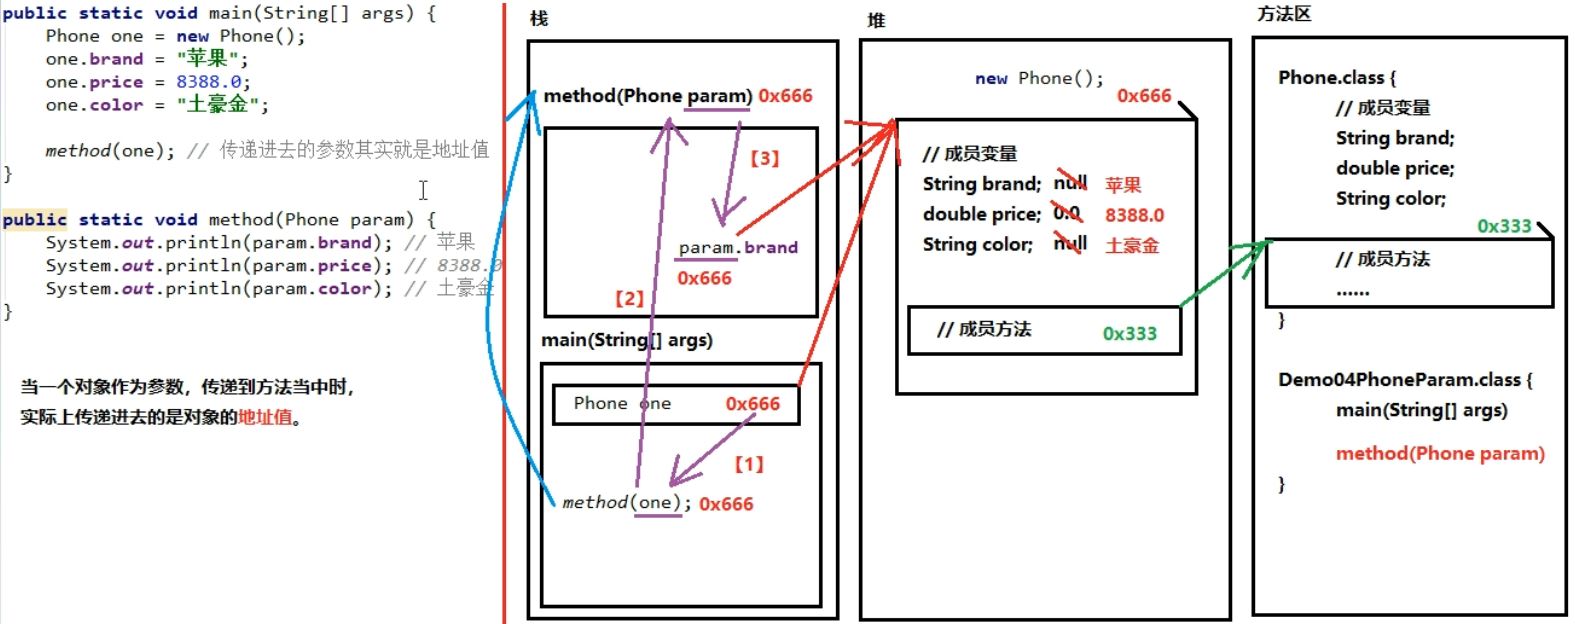 public static void main(String[] args) {
Phone one = new Phone();
one.brand = "苹果";
one.price = 8388.0;
one.color = "土豪金";
method(one); // 传递进去的参数其实就是地址值
}
public static void method(Phone param) {
System.out.println(param.brand); // 苹果
System.out.println(param.price); // 8388.0
System.out.println(param.color); // 土豪金
}
当一个对象作为参数，传递到方法当中时，
实际上传递进去的是对象的地址值。
栈
method(Phone param) 0x666
【3】
param.brand
0x666
【2】
main(String[] args)
Phone one 0x666
【1】
method(one); 0x666
堆
new Phone();
0x666
// 成员变量
String brand; null 苹果
double price; 0.0 8388.0
String color; null 土豪金
// 成员方法 0x333
方法区
Phone.class {
// 成员变量
String brand;
double price;
String color;
0x333
// 成员方法
......
}
Demo04PhoneParam.class {
main(String[] args)
method(Phone param)
}